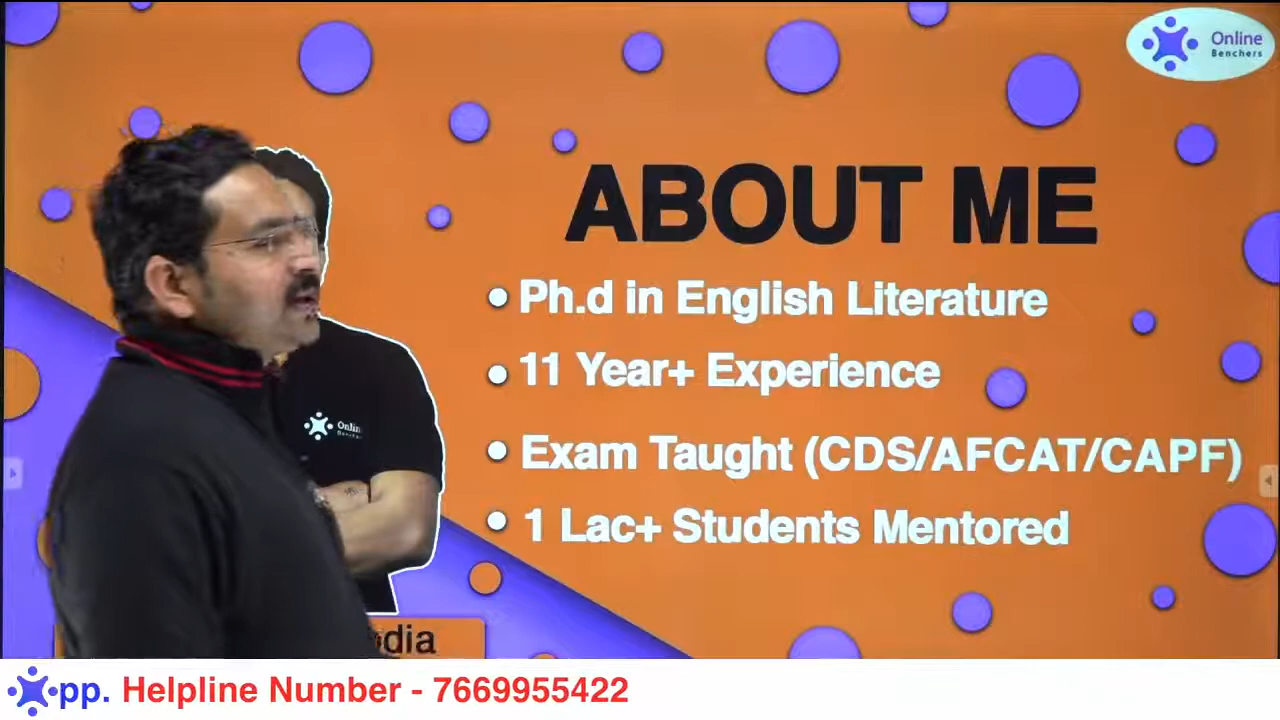 Online
Benchers
ABOUT ME
Ph.d in English Literature
11 Year+ Experience
Exam Taught (CDS/AFCAT/CAPF)
1 Lac+ Students Mentored
pp. Helpline Number - 7669955422